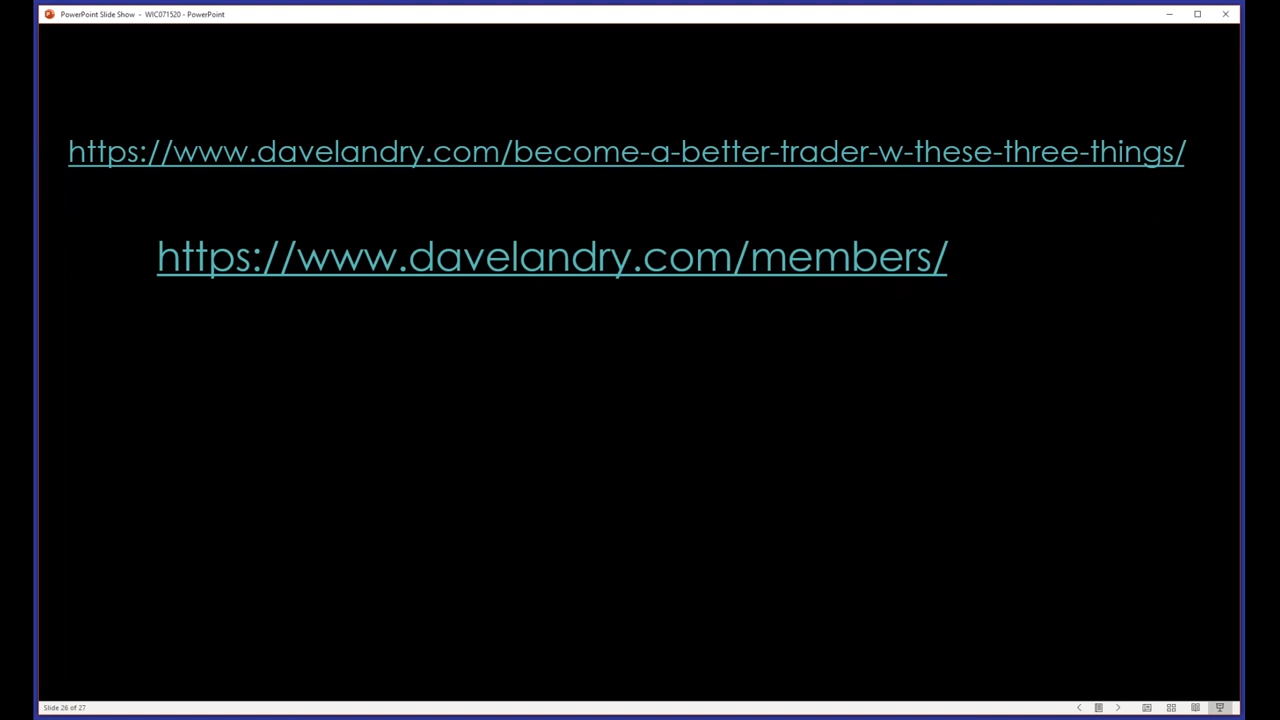 PowerPoint Slide Show - WIC071520 - PowerPoint
https://www.davelandry.com/become-a-better-trader-w-these-three-things/
https://www.davelandry.com/members/
Slide 26 of 27